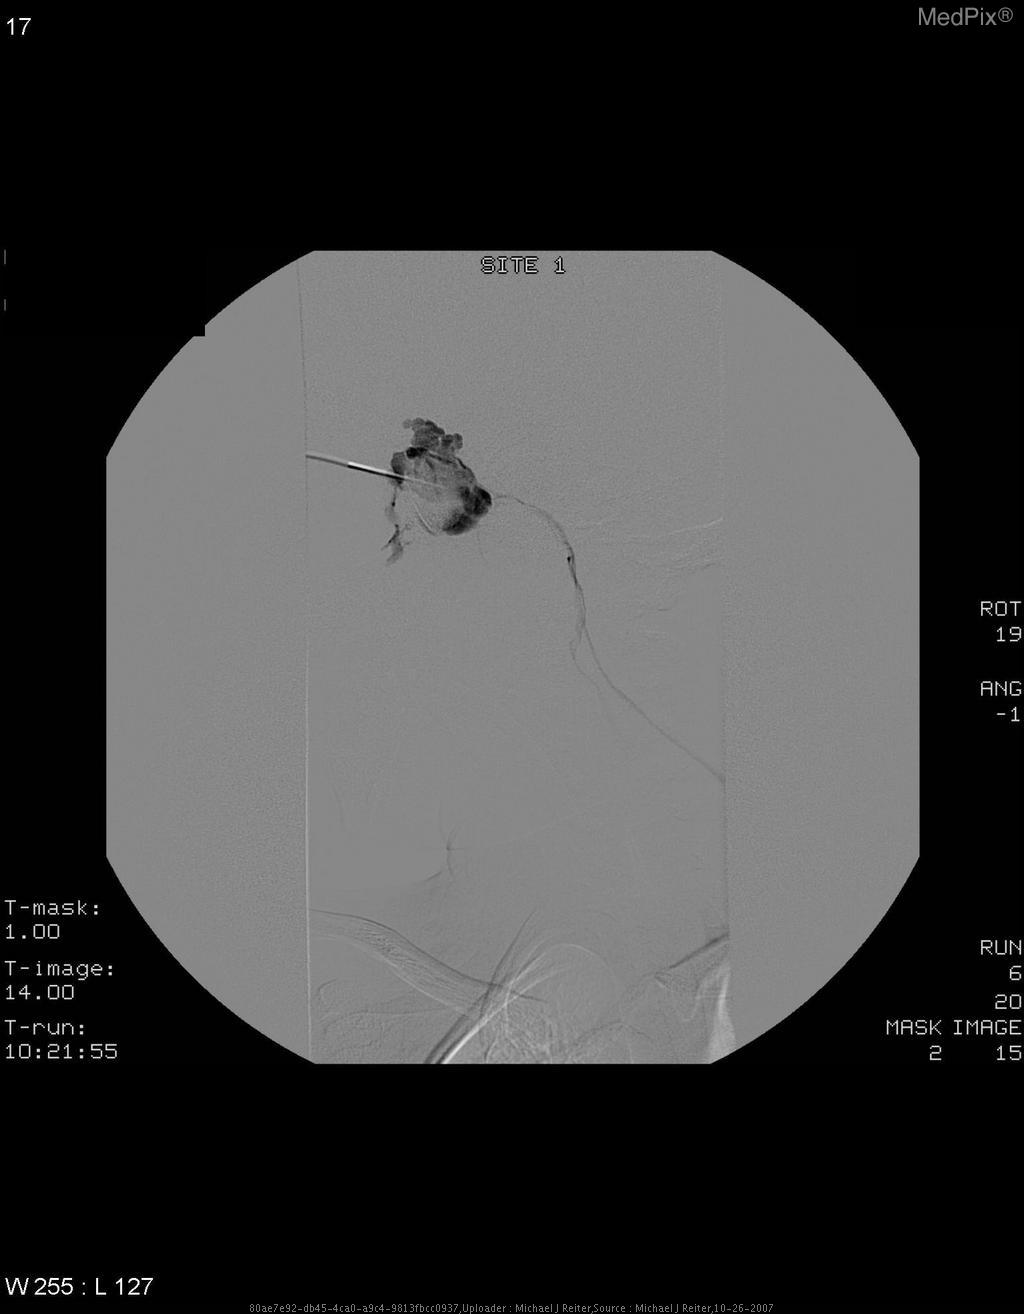 17
MedPix®
SITE 1
ROT
19
ANG
-1
T-mask:
1.00
T-image:
14.00
T-run:
10:21:55
RUN
6
20
MASK IMAGE
2 15
W 255 : L 127
80ae7e92-db45-4ca0-a9c4-9813fbcc0937,Uploader : Michael J Reiter,Source : Michael J Reiter,10-26-2007